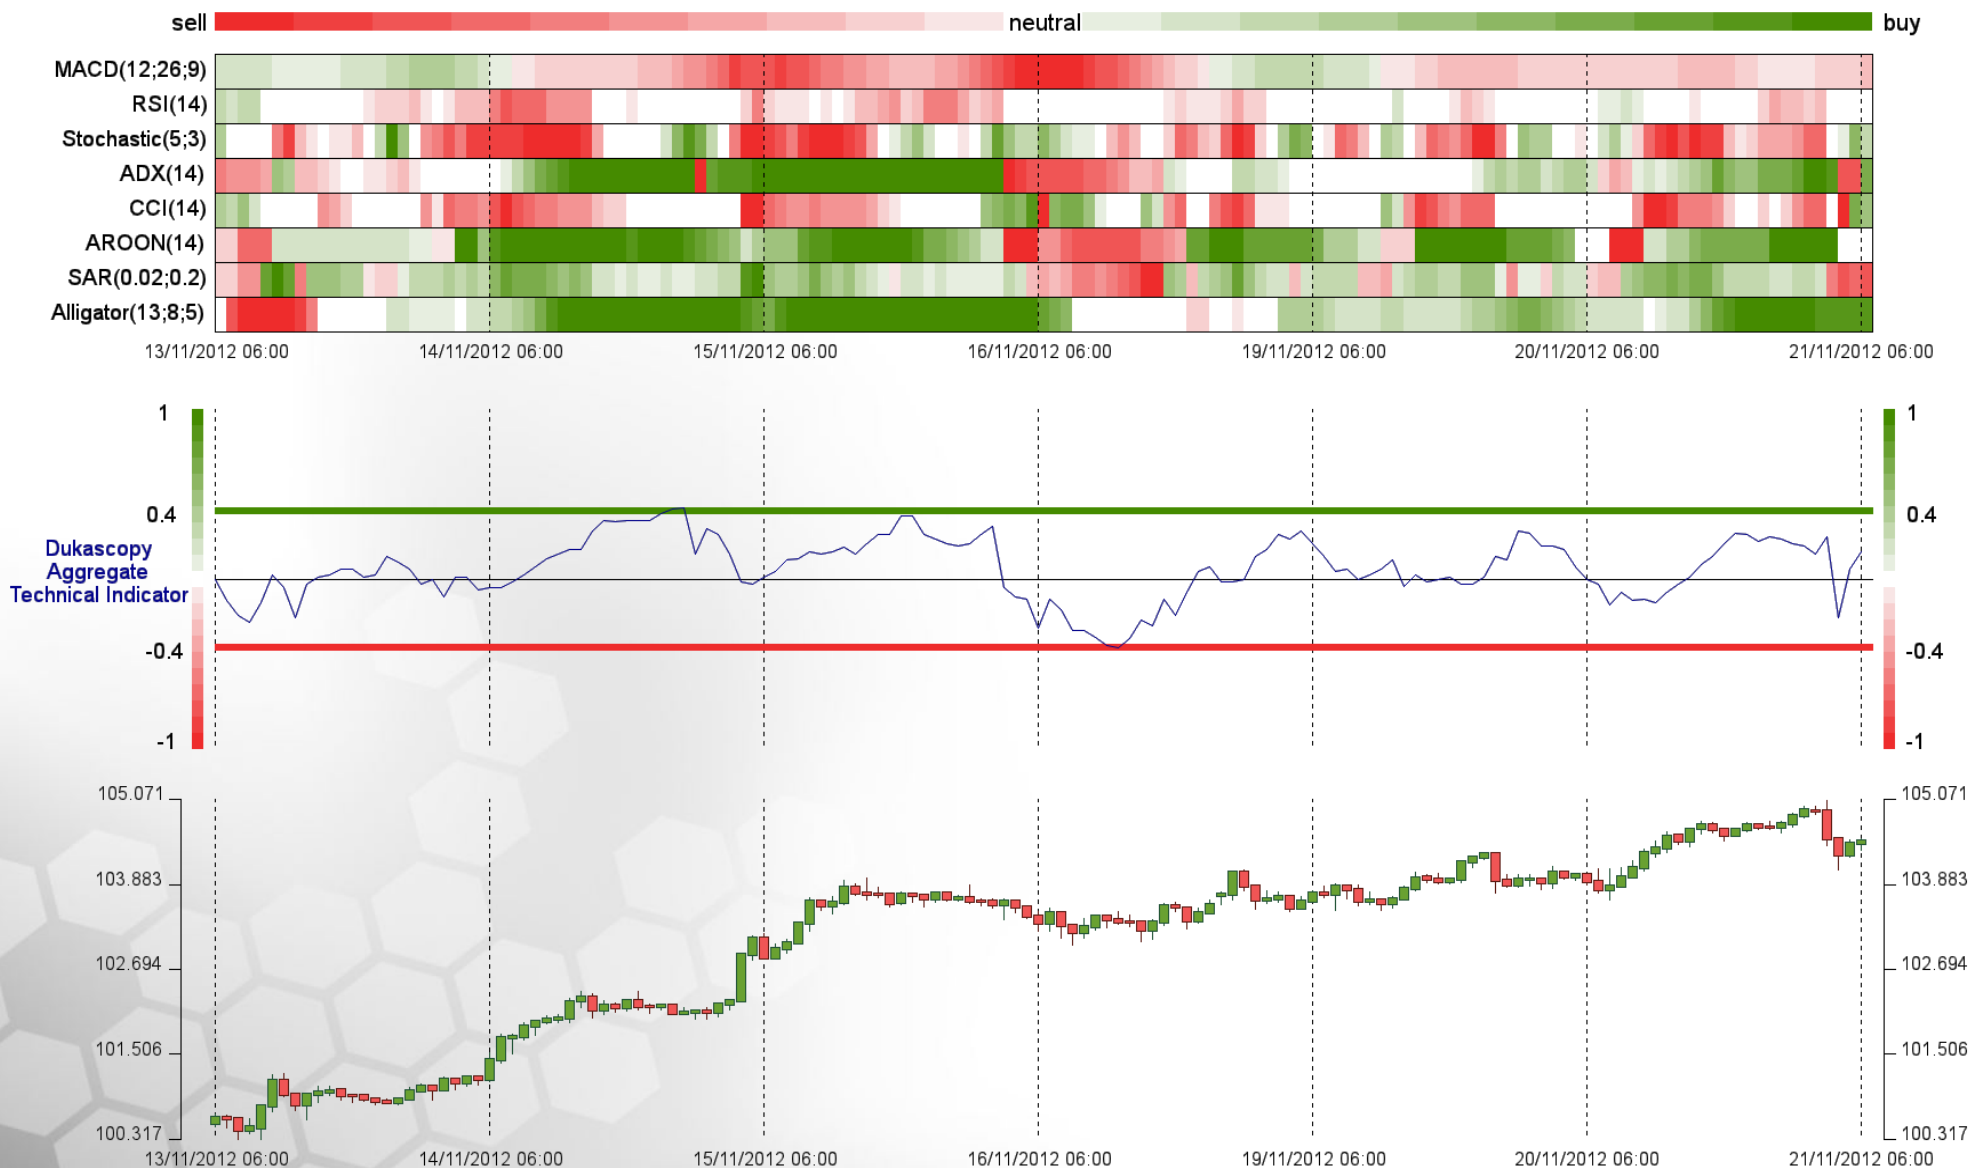 sell neutral buy
MACD(12;26;9)
RSI(14)
Stochastic(5;3)
ADX(14)
CCI(14)
AROON(14)
SAR(0.02;0.2)
Alligator(13;8;5)
13/11/2012 06:00 14/11/2012 06:00 15/11/2012 06:00 16/11/2012 06:00 19/11/2012 06:00 20/11/2012 06:00 21/11/2012 06:00
1 1
0.4 0.4
Dukascopy
Aggregate
Technical Indicator
-0.4 -0.4
-1 -1
105.071 105.071
103.883 103.883
102.694 102.694
101.506 101.506
100.317 100.317
13/11/2012 06:00 14/11/2012 06:00 15/11/2012 06:00 16/11/2012 06:00 19/11/2012 06:00 20/11/2012 06:00 21/11/2012 06:00